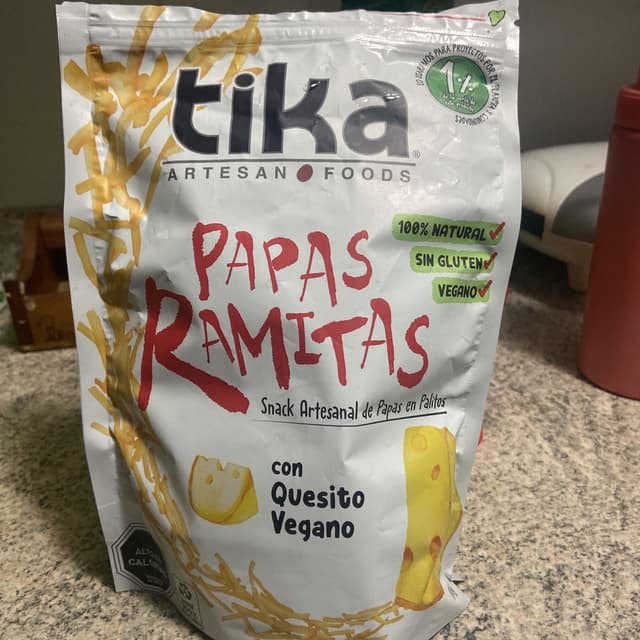 tika®
ARTESAN FOODS
1%
PAPAS
RAMITAS
100% NATURAL
SIN GLUTEN
VEGANO
Snack Artesanal de Papas en Palitos
con
Quesito
Vegano